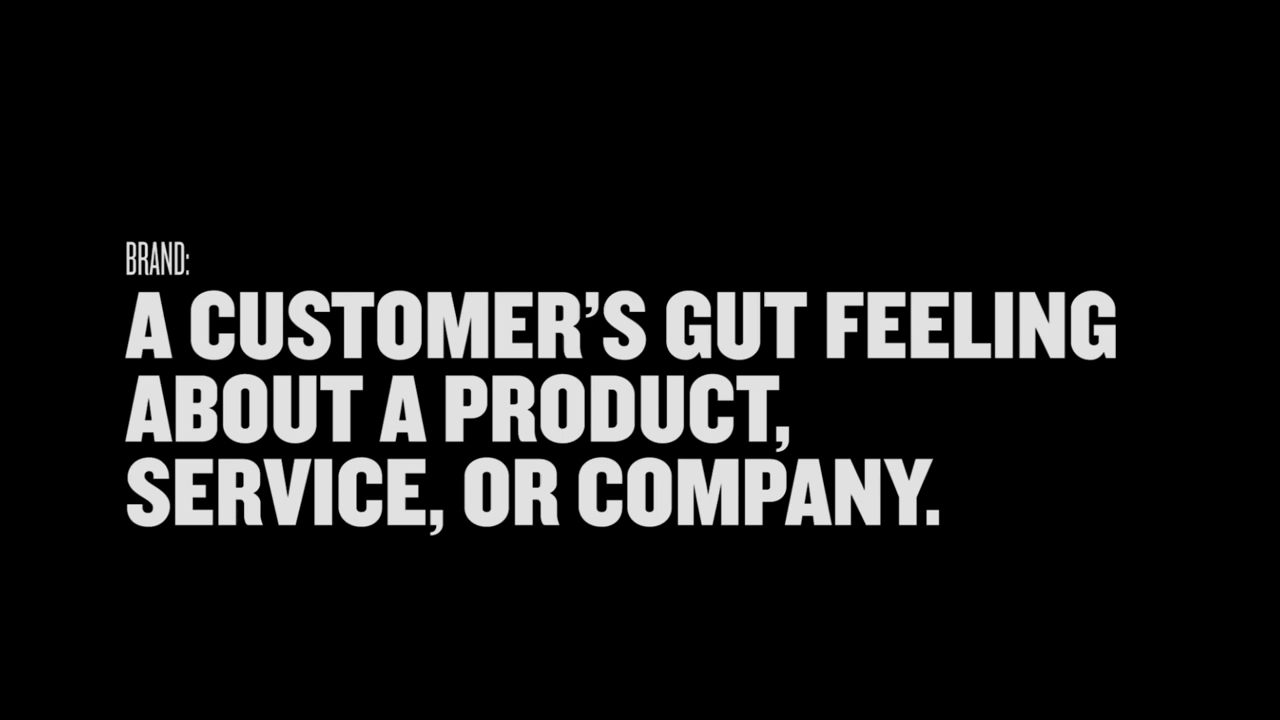 BRAND:
A CUSTOMER’S GUT FEELING
ABOUT A PRODUCT,
SERVICE, OR COMPANY.